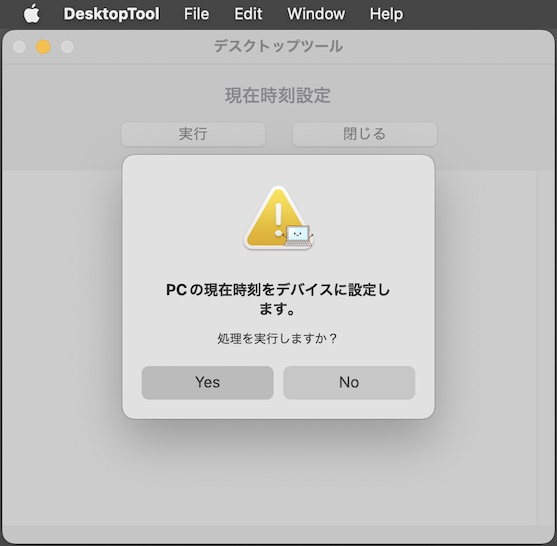 DesktopTool File Edit Window Help
デスクトップツール
現在時刻設定
実行 閉じる
PCの現在時刻をデバイスに設定し
ます。
処理を実行しますか？
Yes No